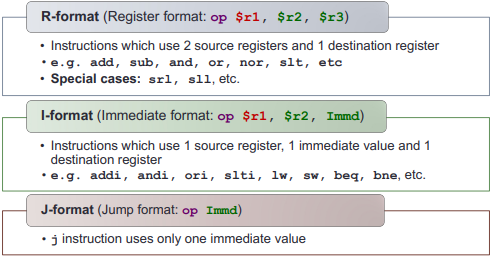 R-format (Register format: op $r1, $r2, $r3)
• Instructions which use 2 source registers and 1 destination register
• e.g. add, sub, and, or, nor, slt, etc
• Special cases: srl, sll, etc.
I-format (Immediate format: op $r1, $r2, Immd)
• Instructions which use 1 source register, 1 immediate value and 1
destination register
• e.g. addi, andi, ori, slti, lw, sw, beq, bne, etc.
J-format (Jump format: op Immd)
• j instruction uses only one immediate value